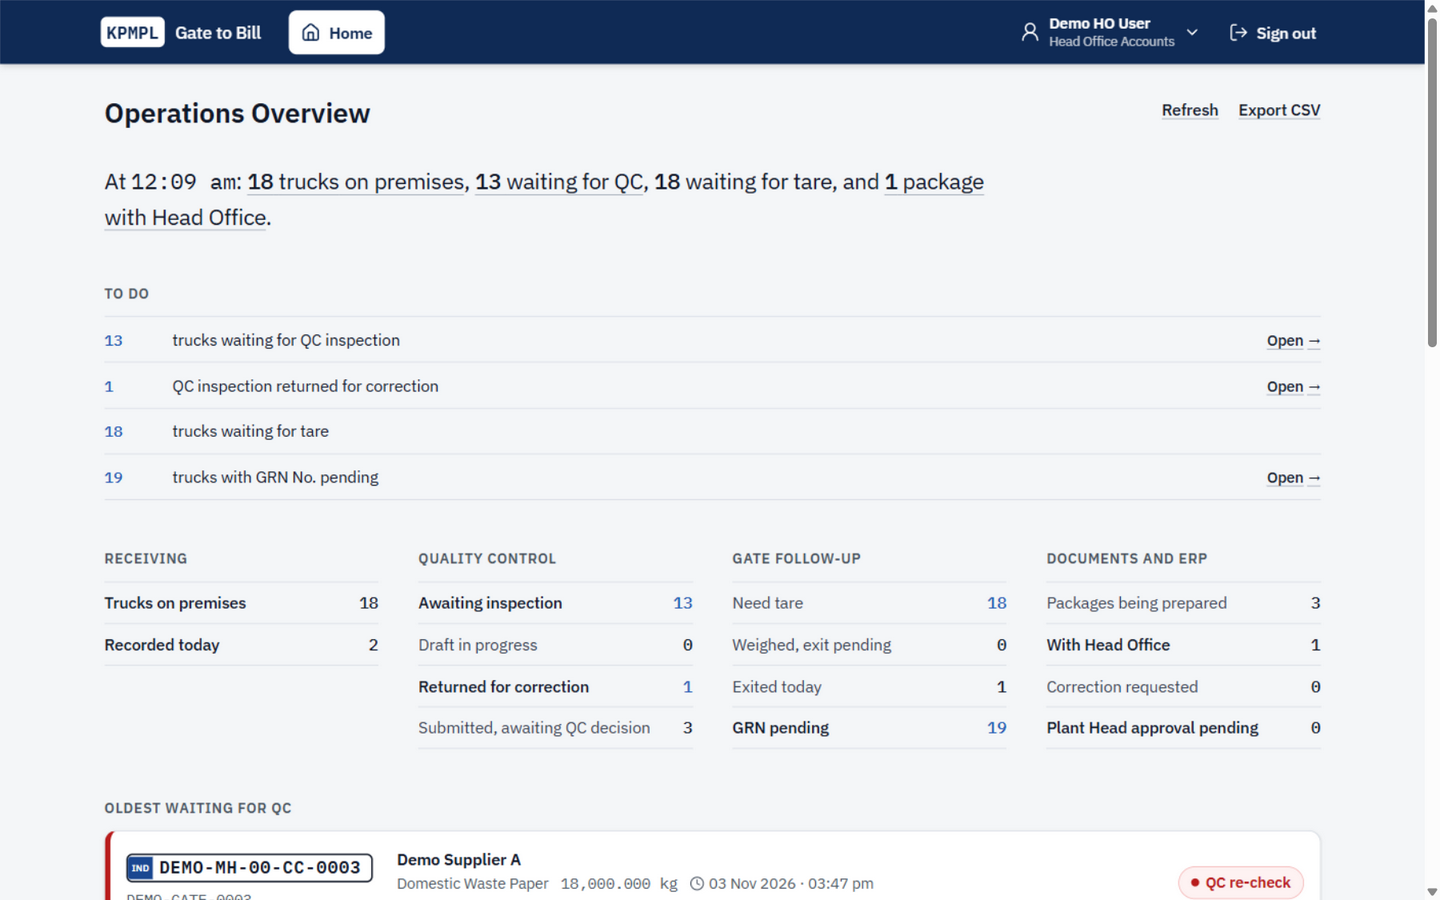 KPMPL Gate to Bill Home Demo HO User Sign out
Head Office Accounts
Operations Overview Refresh Export CSV
At 12:09 am: 18 trucks on premises, 13 waiting for QC, 18 waiting for tare, and 1 package
with Head Office.
TO DO
13 trucks waiting for QC inspection Open →
1 QC inspection returned for correction Open →
18 trucks waiting for tare
19 trucks with GRN No. pending Open →
RECEIVING QUALITY CONTROL GATE FOLLOW-UP DOCUMENTS AND ERP
Trucks on premises 18 Awaiting inspection 13 Need tare 18 Packages being prepared 3
Recorded today 2 Draft in progress 0 Weighed, exit pending 0 With Head Office 1
Returned for correction 1 Exited today 1 Correction requested 0
Submitted, awaiting QC decision 3 GRN pending 19 Plant Head approval pending 0
OLDEST WAITING FOR QC
IND DEMO-MH-00-CC-0003 Demo Supplier A
Domestic Waste Paper 18,000.000 kg 03 Nov 2026 · 03:47 pm QC re-check
DEMO-GATE-0003